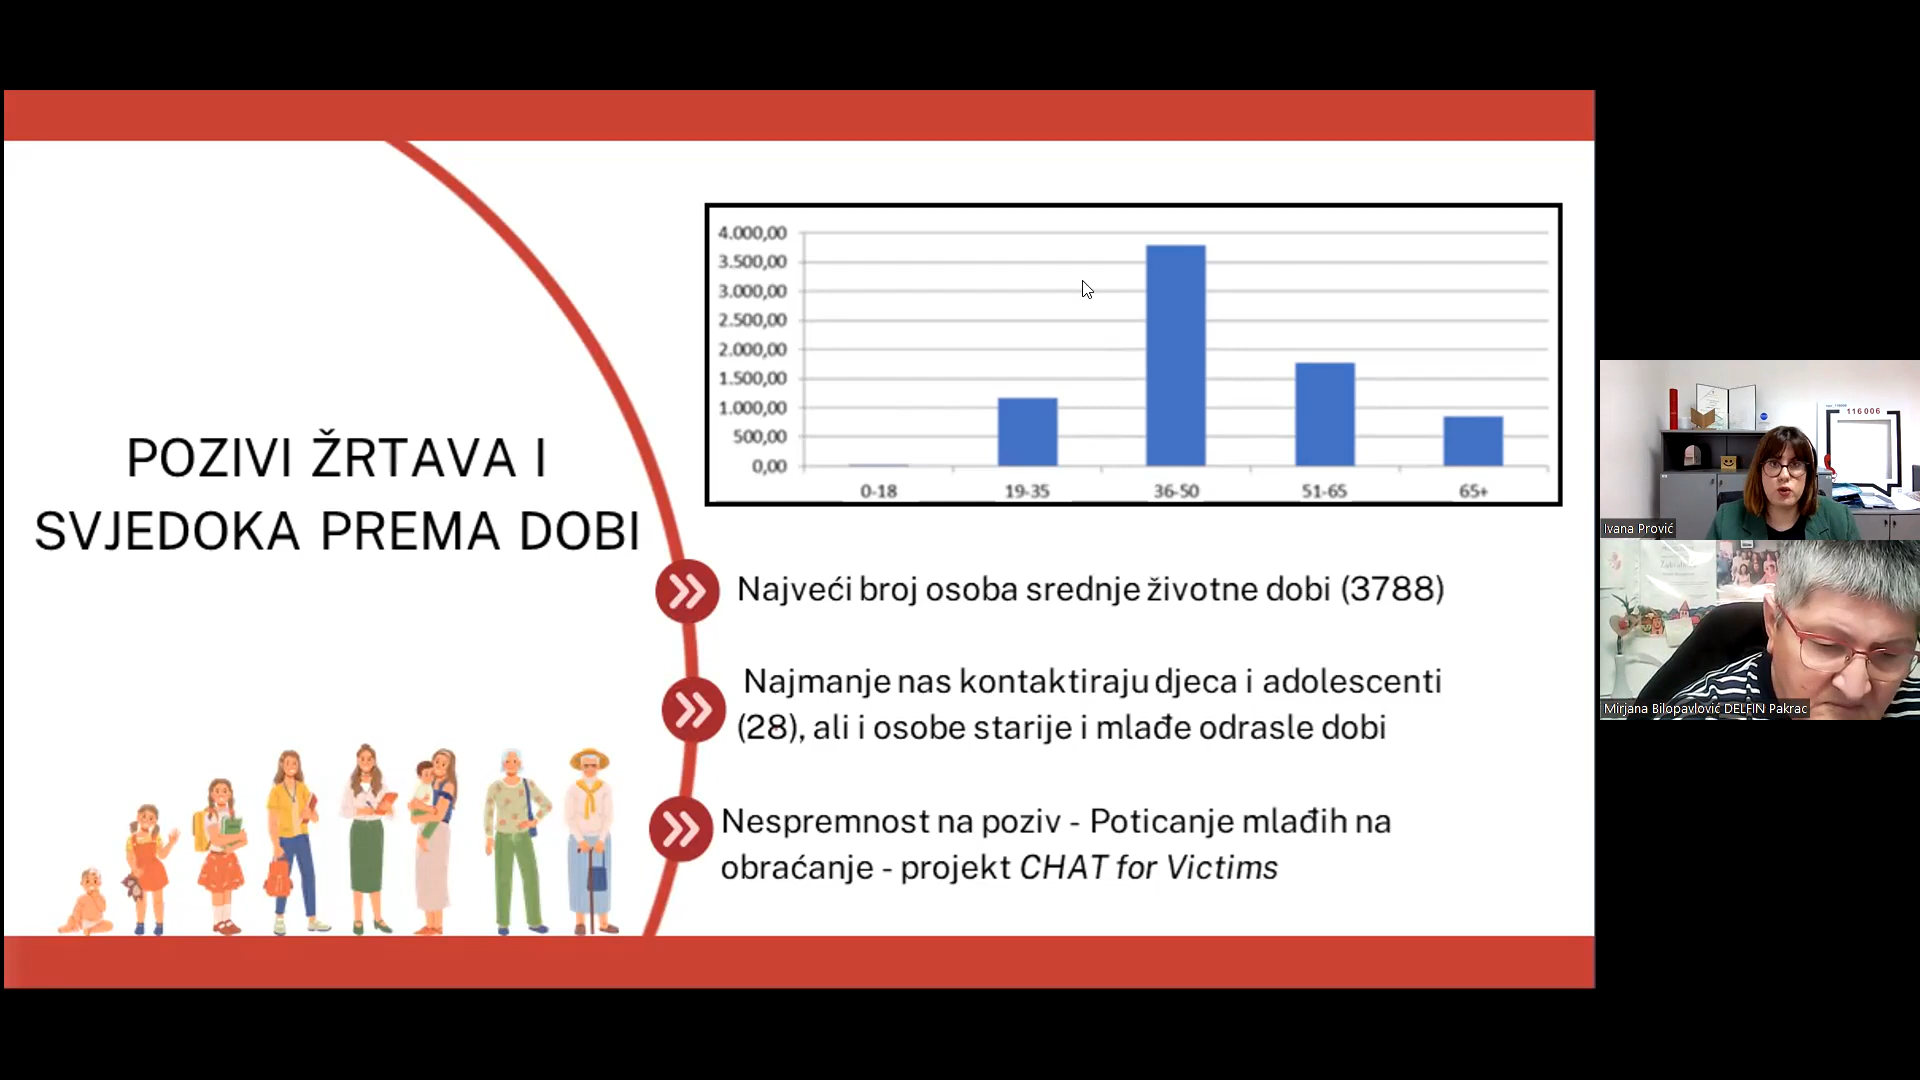 POZIVI ŽRTAVA I
SVJEDOKA PREMA DOBI
4.000,00
3.500,00
3.000,00
2.500,00
2.000,00
1.500,00
1.000,00
500,00
0,00
0-18
19-35
36-50
51-65
65+
Najveći broj osoba srednje životne dobi (3788)
Najmanje nas kontaktiraju djeca i adolescenti
(28), ali i osobe starije i mlađe odrasle dobi
Nespremnost na poziv - Poticanje mlađih na
obraćanje - projekt CHAT for Victims
116 006
Ivana Prović
Mirjana Bilopavlović DELFIN Pakrac